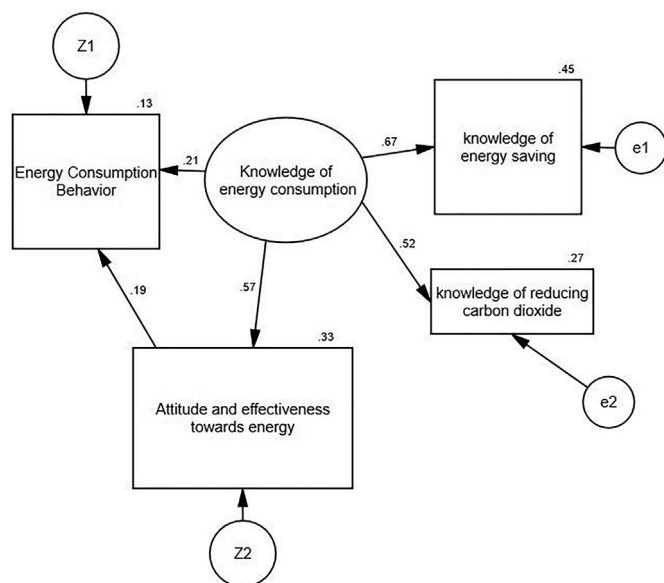 Z1
.13
.45
Energy Consumption
Behavior
.21
Knowledge of
energy consumption
.67
knowledge of
energy saving
e1
.52
.27
knowledge of reducing
carbon dioxide
.19
.57
.33
Attitude and effectiveness
towards energy
e2
Z2